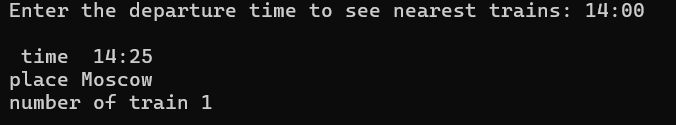 Enter the departure time to see nearest trains: 14:00
time  14:25
place Moscow
number of train 1